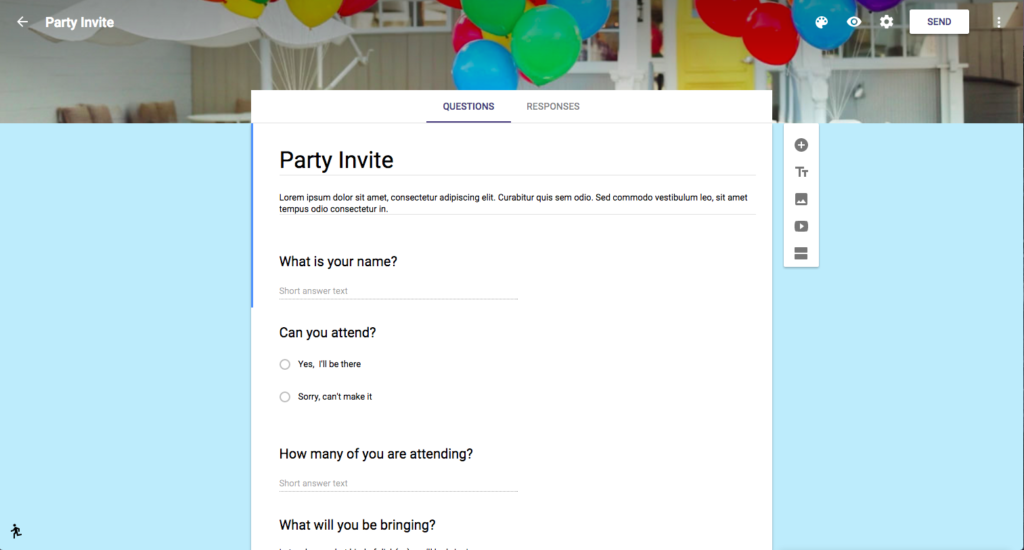 Party Invite
SEND
QUESTIONS
RESPONSES
Party Invite
Lorem ipsum dolor sit amet, consectetur adipiscing elit. Curabitur quis sem odio. Sed commodo vestibulum leo, sit amet
tempus odio consectetur in.
What is your name?
Short answer text
Can you attend?
Yes, I'll be there
Sorry, can't make it
How many of you are attending?
Short answer text
What will you be bringing?